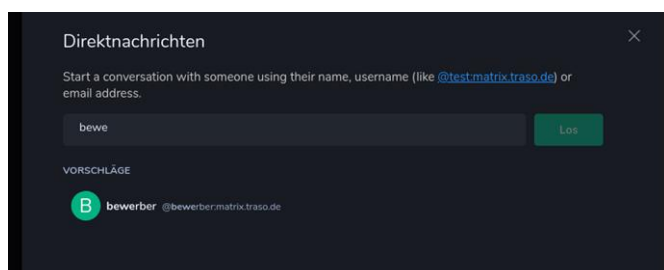 Direktnachrichten
Start a conversation with someone using their name, username (like @test:matrix.traso.de) or
email address.
bewe
Los
VORSCHLÄGE
B bewerber @bewerber:matrix.traso.de